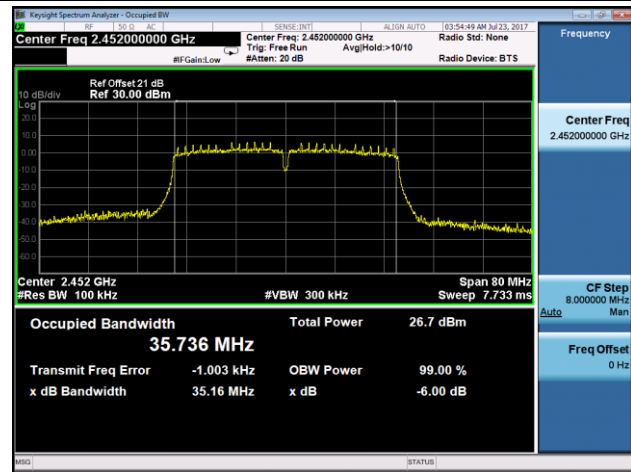 Keysight Spectrum Analyzer - Occupied BW
RF 50 Ω AC SENSE:INT ALIGN AUTO 03:54:49 AM Jul 23, 2017
Center Freq 2.452000000 GHz Center Freq: 2.452000000 GHz Radio Std: None Frequency
Trig: Free Run Avg|Hold:>10/10
#IFGain:Low #Atten: 20 dB Radio Device: BTS
Ref Offset 21 dB
10 dB/div Ref 30.00 dBm
Log
20.0
10.0
0.00
-10.0
-20.0
-30.0
-40.0
-50.0
-60.0
Center Freq
2.452000000 GHz
Center 2.452 GHz Span 80 MHz
#Res BW 100 kHz #VBW 300 kHz Sweep 7.733 ms
CF Step
8.000000 MHz
Auto Man
Occupied Bandwidth Total Power 26.7 dBm
35.736 MHz
Transmit Freq Error -1.003 kHz OBW Power 99.00 %
x dB Bandwidth 35.16 MHz x dB -6.00 dB
Freq Offset
0 Hz
MSG STATUS